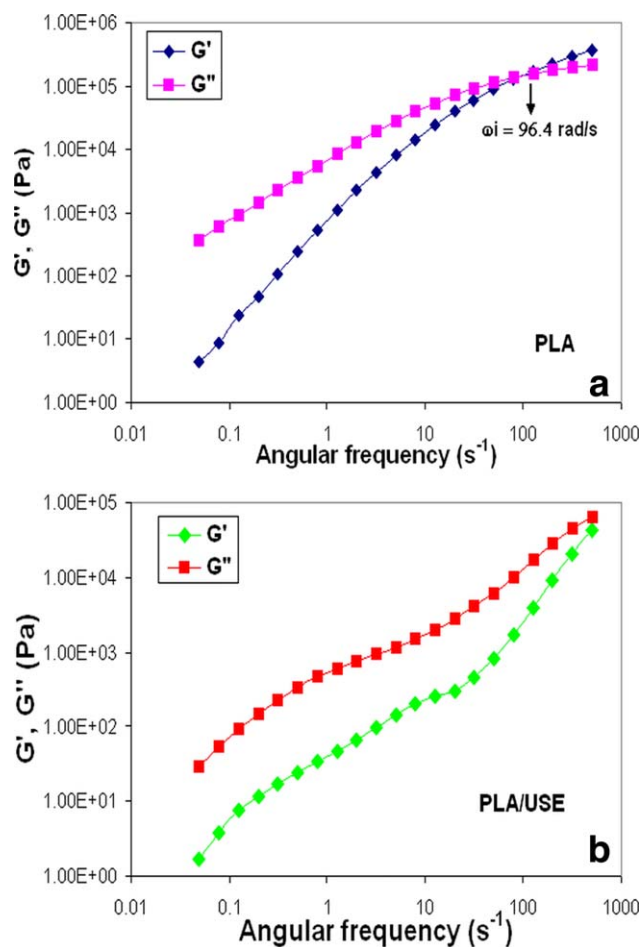 1.00E+06
1.00E+05
1.00E+04
1.00E+03
1.00E+02
1.00E+01
1.00E+00
G', G'' (Pa)
G'
G''
ωi = 96.4 rad/s
PLA
a
0.01 0.1 1 10 100 1000
Angular frequency (s⁻¹)
1.00E+05
1.00E+04
1.00E+03
1.00E+02
1.00E+01
1.00E+00
G', G'' (Pa)
G'
G''
PLA/USE
b
0.01 0.1 1 10 100 1000
Angular frequency (s⁻¹)